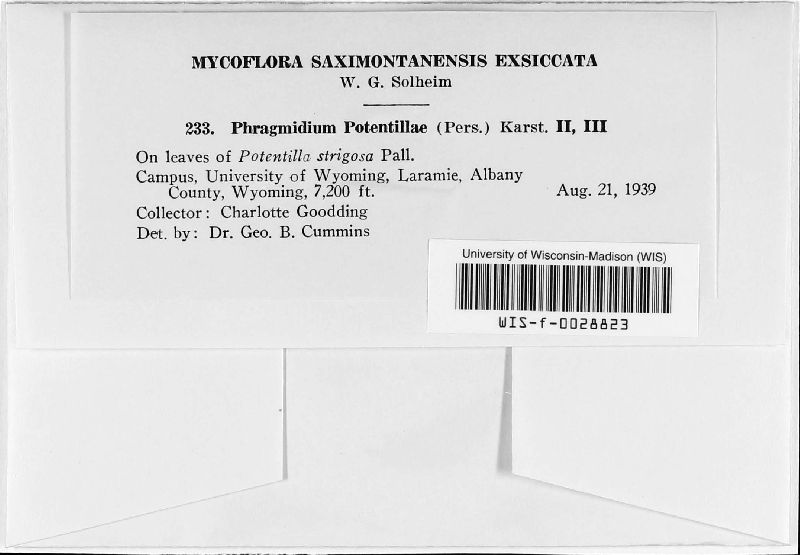 MYCOFLORA SAXIMONTANENSIS EXSICCATA
W. G. Solheim
233. Phragmidium Potentillae (Pers.) Karst. II, III
On leaves of Potentilla strigosa Pall.
Campus, University of Wyoming, Laramie, Albany
County, Wyoming, 7,200 ft. Aug. 21, 1939
Collector: Charlotte Goodding
Det. by: Dr. Geo. B. Cummins
University of Wisconsin-Madison (WIS)
WIS-f-0028823